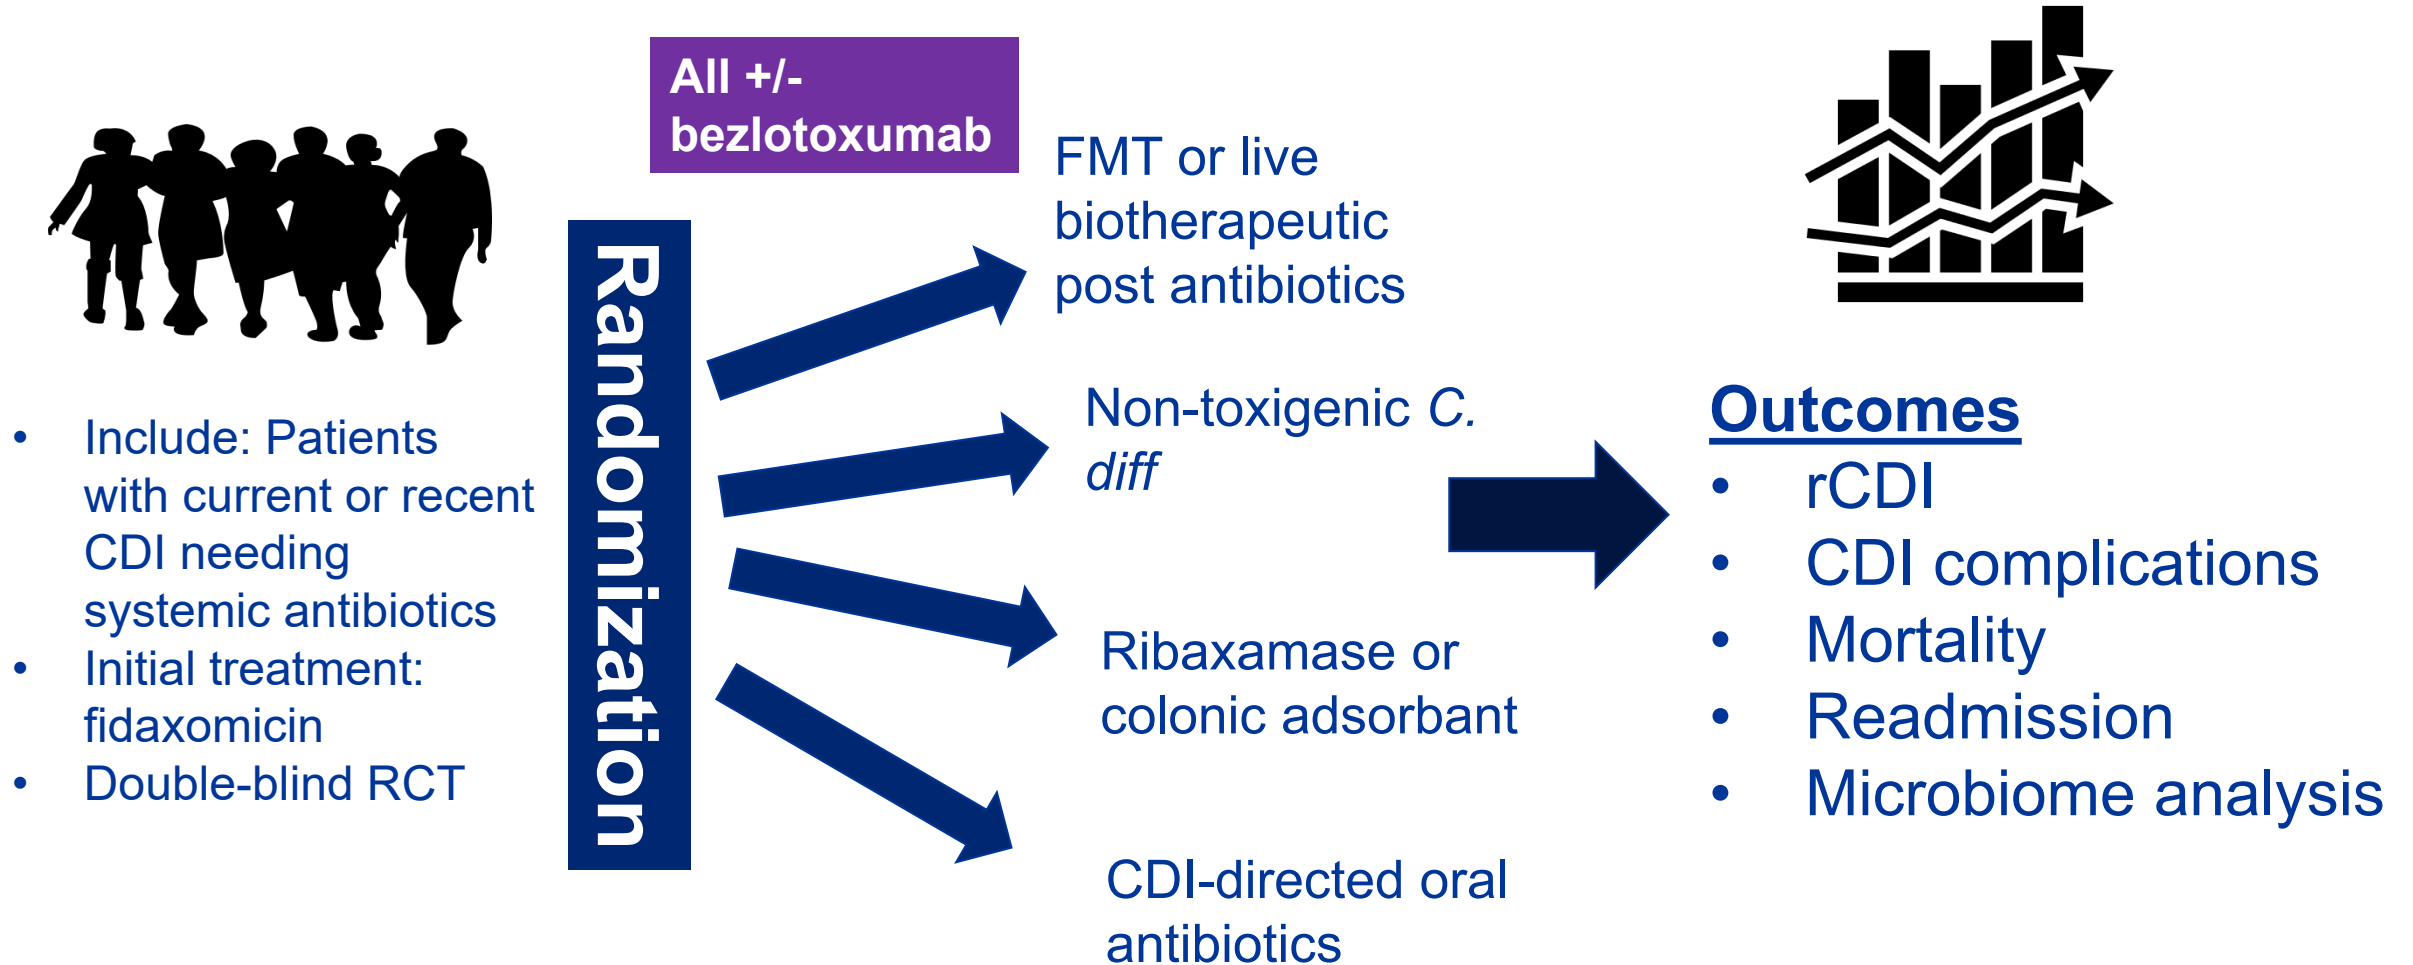 All +/-
bezlotoxumab
• Include: Patients
with current or recent
CDI needing
systemic antibiotics
• Initial treatment:
fidaxomicin
• Double-blind RCT
Randomization
FMT or live
biotherapeutic
post antibiotics
Non-toxigenic C.
diff
Ribaxamase or
colonic adsorbant
CDI-directed oral
antibiotics
Outcomes
• rCDI
• CDI complications
• Mortality
• Readmission
• Microbiome analysis